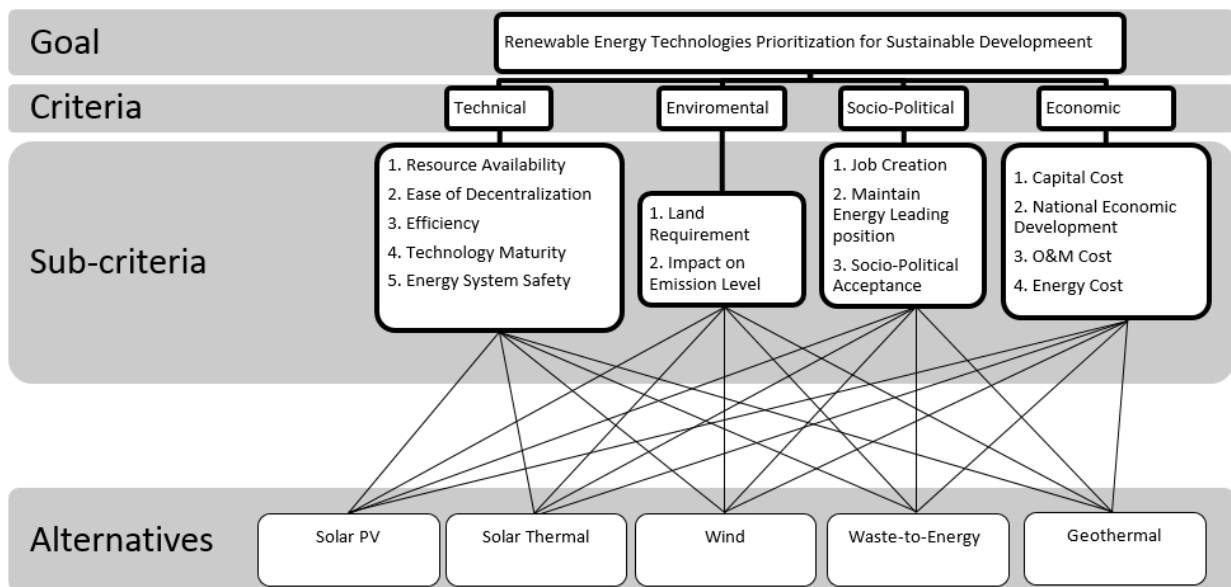 Goal
Renewable Energy Technologies Prioritization for Sustainable Developmeent
Criteria
Technical
Enviromental
Socio-Political
Economic
Sub-criteria
1. Resource Availability
2. Ease of Decentralization
3. Efficiency
4. Technology Maturity
5. Energy System Safety
1. Land
Requirement
2. Impact on
Emission Level
1. Job Creation
2. Maintain
Energy Leading
position
3. Socio-Political
Acceptance
1. Capital Cost
2. National Economic
Development
3. O&M Cost
4. Energy Cost
Alternatives
Solar PV
Solar Thermal
Wind
Waste-to-Energy
Geothermal